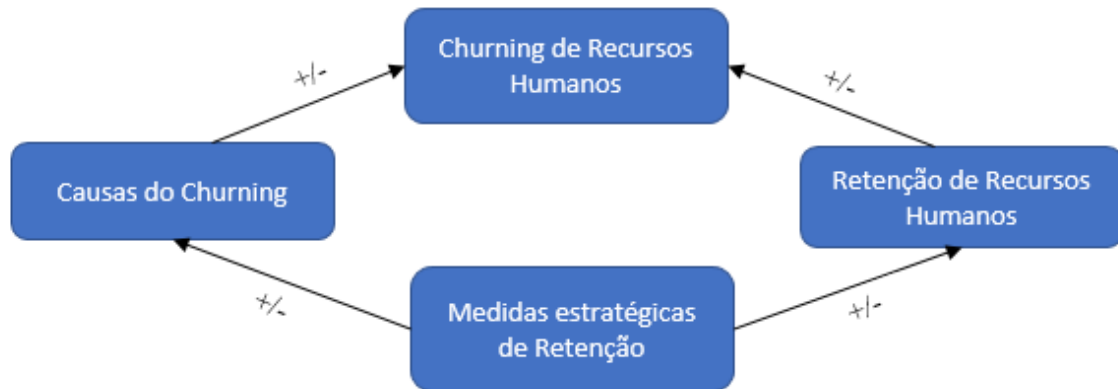 Churning de Recursos
Humanos
+/-
+/-
Causas do Churning
Retenção de Recursos
Humanos
+/-
Medidas estratégicas
de Retenção
+/-